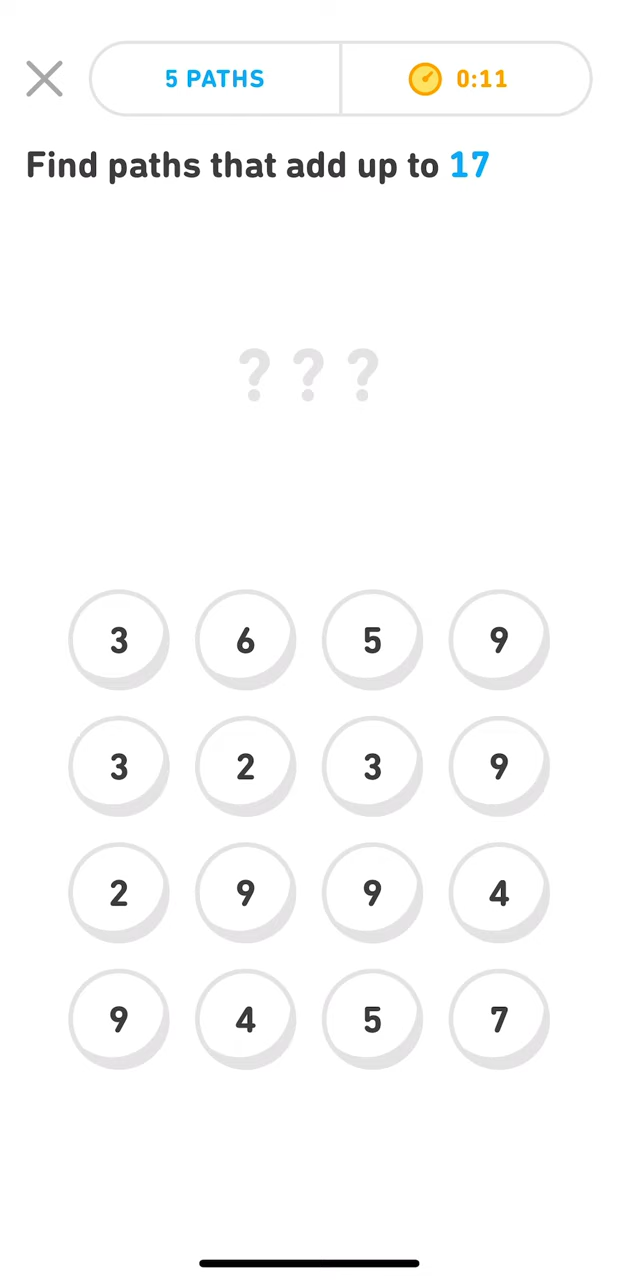 5 PATHS 0:11
Find paths that add up to 17
? ? ?
3 6 5 9
3 2 3 9
2 9 9 4
9 4 5 7